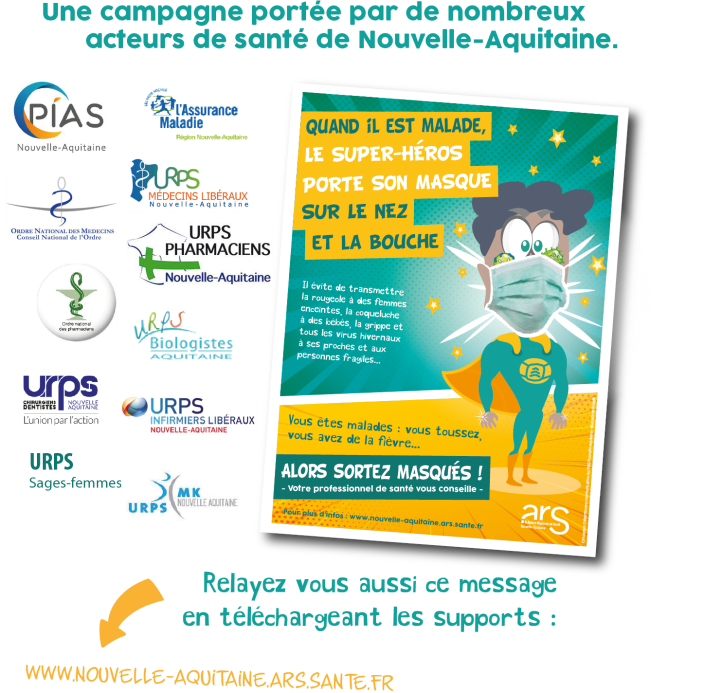 Une campagne portée par de nombreux
acteurs de santé de Nouvelle-Aquitaine.
CPIAS
Nouvelle-Aquitaine
l'Assurance
Maladie
Région Nouvelle-Aquitaine
URPS
MÉDECINS LIBÉRAUX
Nouvelle-Aquitaine
ORDRE NATIONAL DES MEDECINS
Conseil National de l'Ordre
URPS
PHARMACIENS
Nouvelle-Aquitaine
Ordre national
des pharmaciens
URPS
Biologistes
AQUITAINE
urps
CHIRURGIENS
DENTISTES
NOUVELLE
AQUITAINE
L'union par l'action
URPS
INFIRMIERS LIBÉRAUX
NOUVELLE-AQUITAINE
URPS
Sages-femmes
URPS
MK
NOUVELLE AQUITAINE
QUAND iL EST MALADE,
LE SUPER-HÉROS
PORTE SON MASQUE
SUR LE NEZ
ET LA BOUCHE
Il évite de transmettre
la rougeole à des femmes
enceintes, la coqueluche
à des bébés, la grippe et
tous les virus hivernaux
à ses proches et aux
personnes fragiles...
Vous êtes malades : vous toussez,
vous avez de la fièvre...
ALORS SORTEZ MASQUÉS !
- Votre professionnel de santé vous conseille -
Pour plus d'infos : www.nouvelle-aquitaine.ars.sante.fr
ars
Relayez vous aussi ce message
en téléchargeant les supports :
WWW.NOUVELLE-AQUiTAiNE.ARS.SANTE.FR